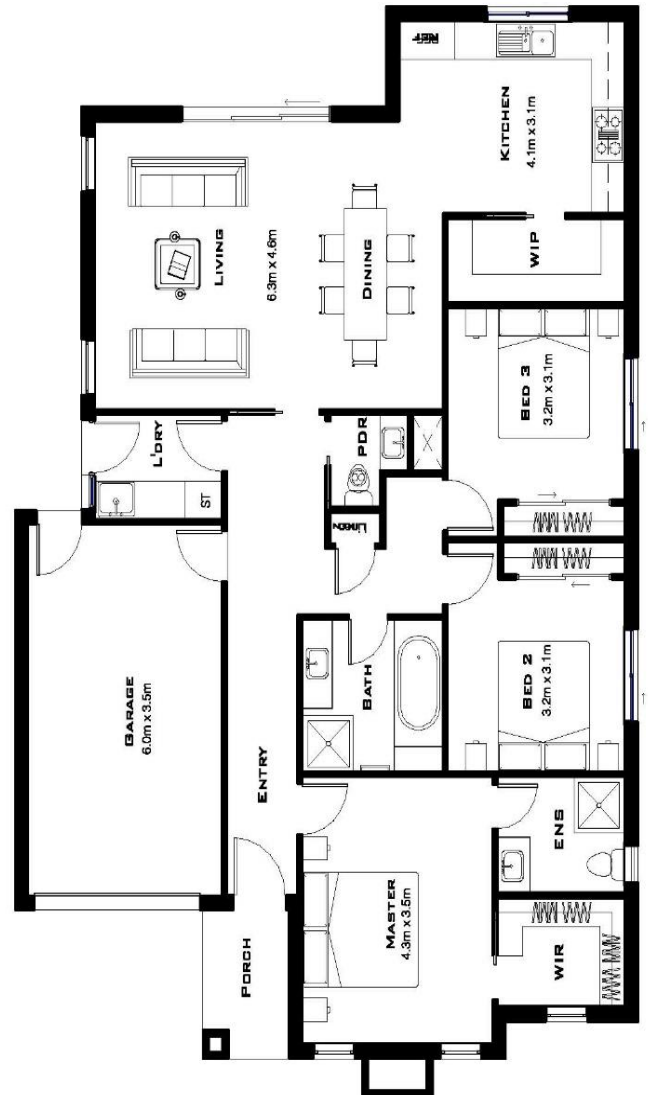 REF
KITCHEN
4.1m x 3.1m
LIVING
6.3m x 4.6m
DINING
WIP
BED 3
3.2m x 3.1m
L'DRY
PDR
ST
LINEN
GARAGE
6.0m x 3.5m
BATH
BED 2
3.2m x 3.1m
ENTRY
ENS
MASTER
4.3m x 3.5m
WIR
PORCH